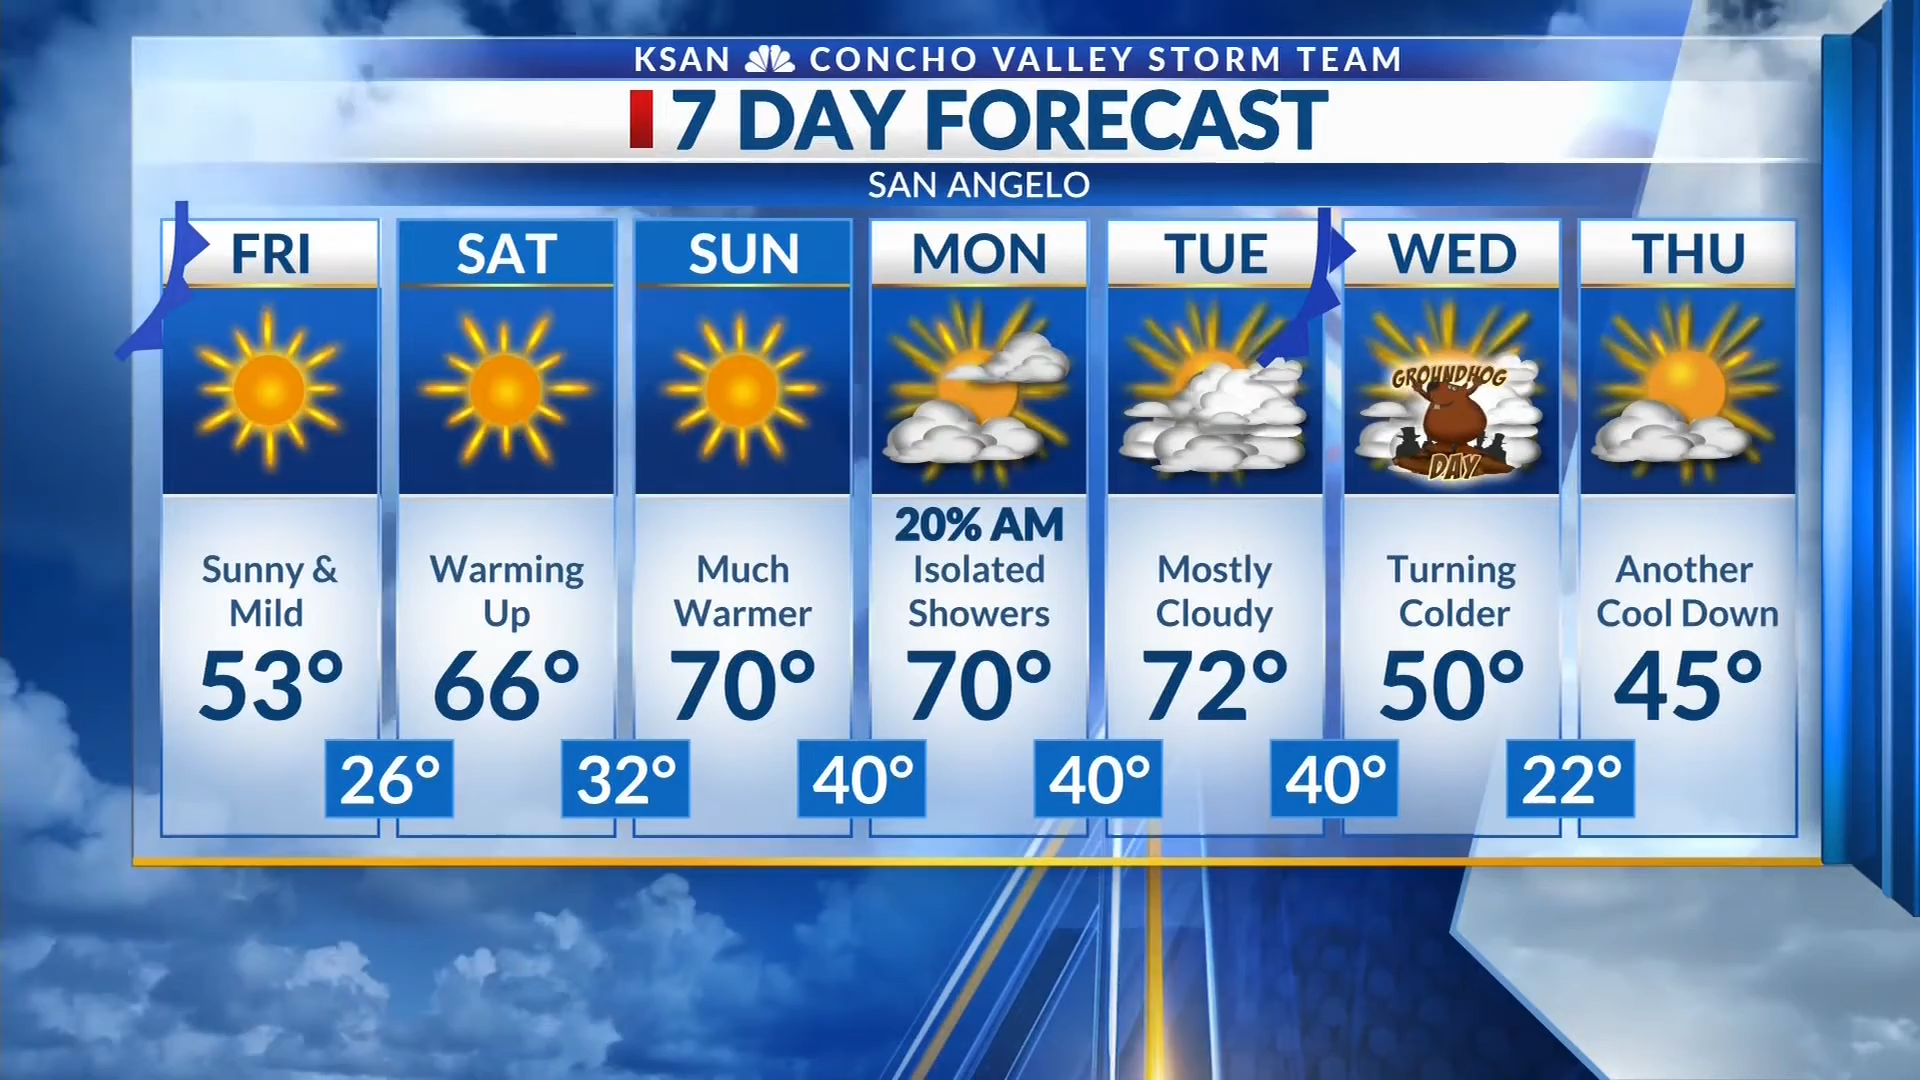 KSAN CONCHO VALLEY STORM TEAM
7 DAY FORECAST
SAN ANGELO
FRI SAT SUN MON TUE WED THU
GROUNDHOG
DAY
20% AM
Sunny &
Mild
53°
Warming
Up
66°
Much
Warmer
70°
Isolated
Showers
70°
Mostly
Cloudy
72°
Turning
Colder
50°
Another
Cool Down
45°
26° 32° 40° 40° 40° 22°